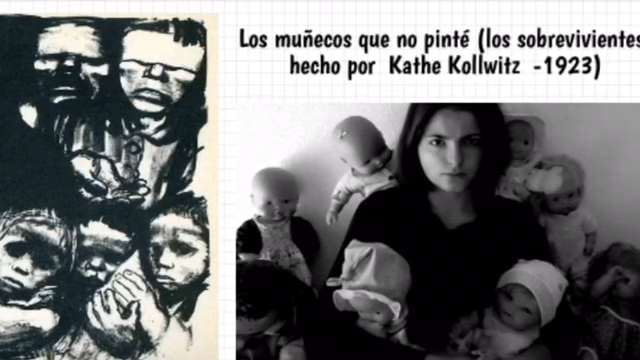 Los muñecos que no pinté (los sobrevivientes
hecho por Kathe Kollwitz -1923)